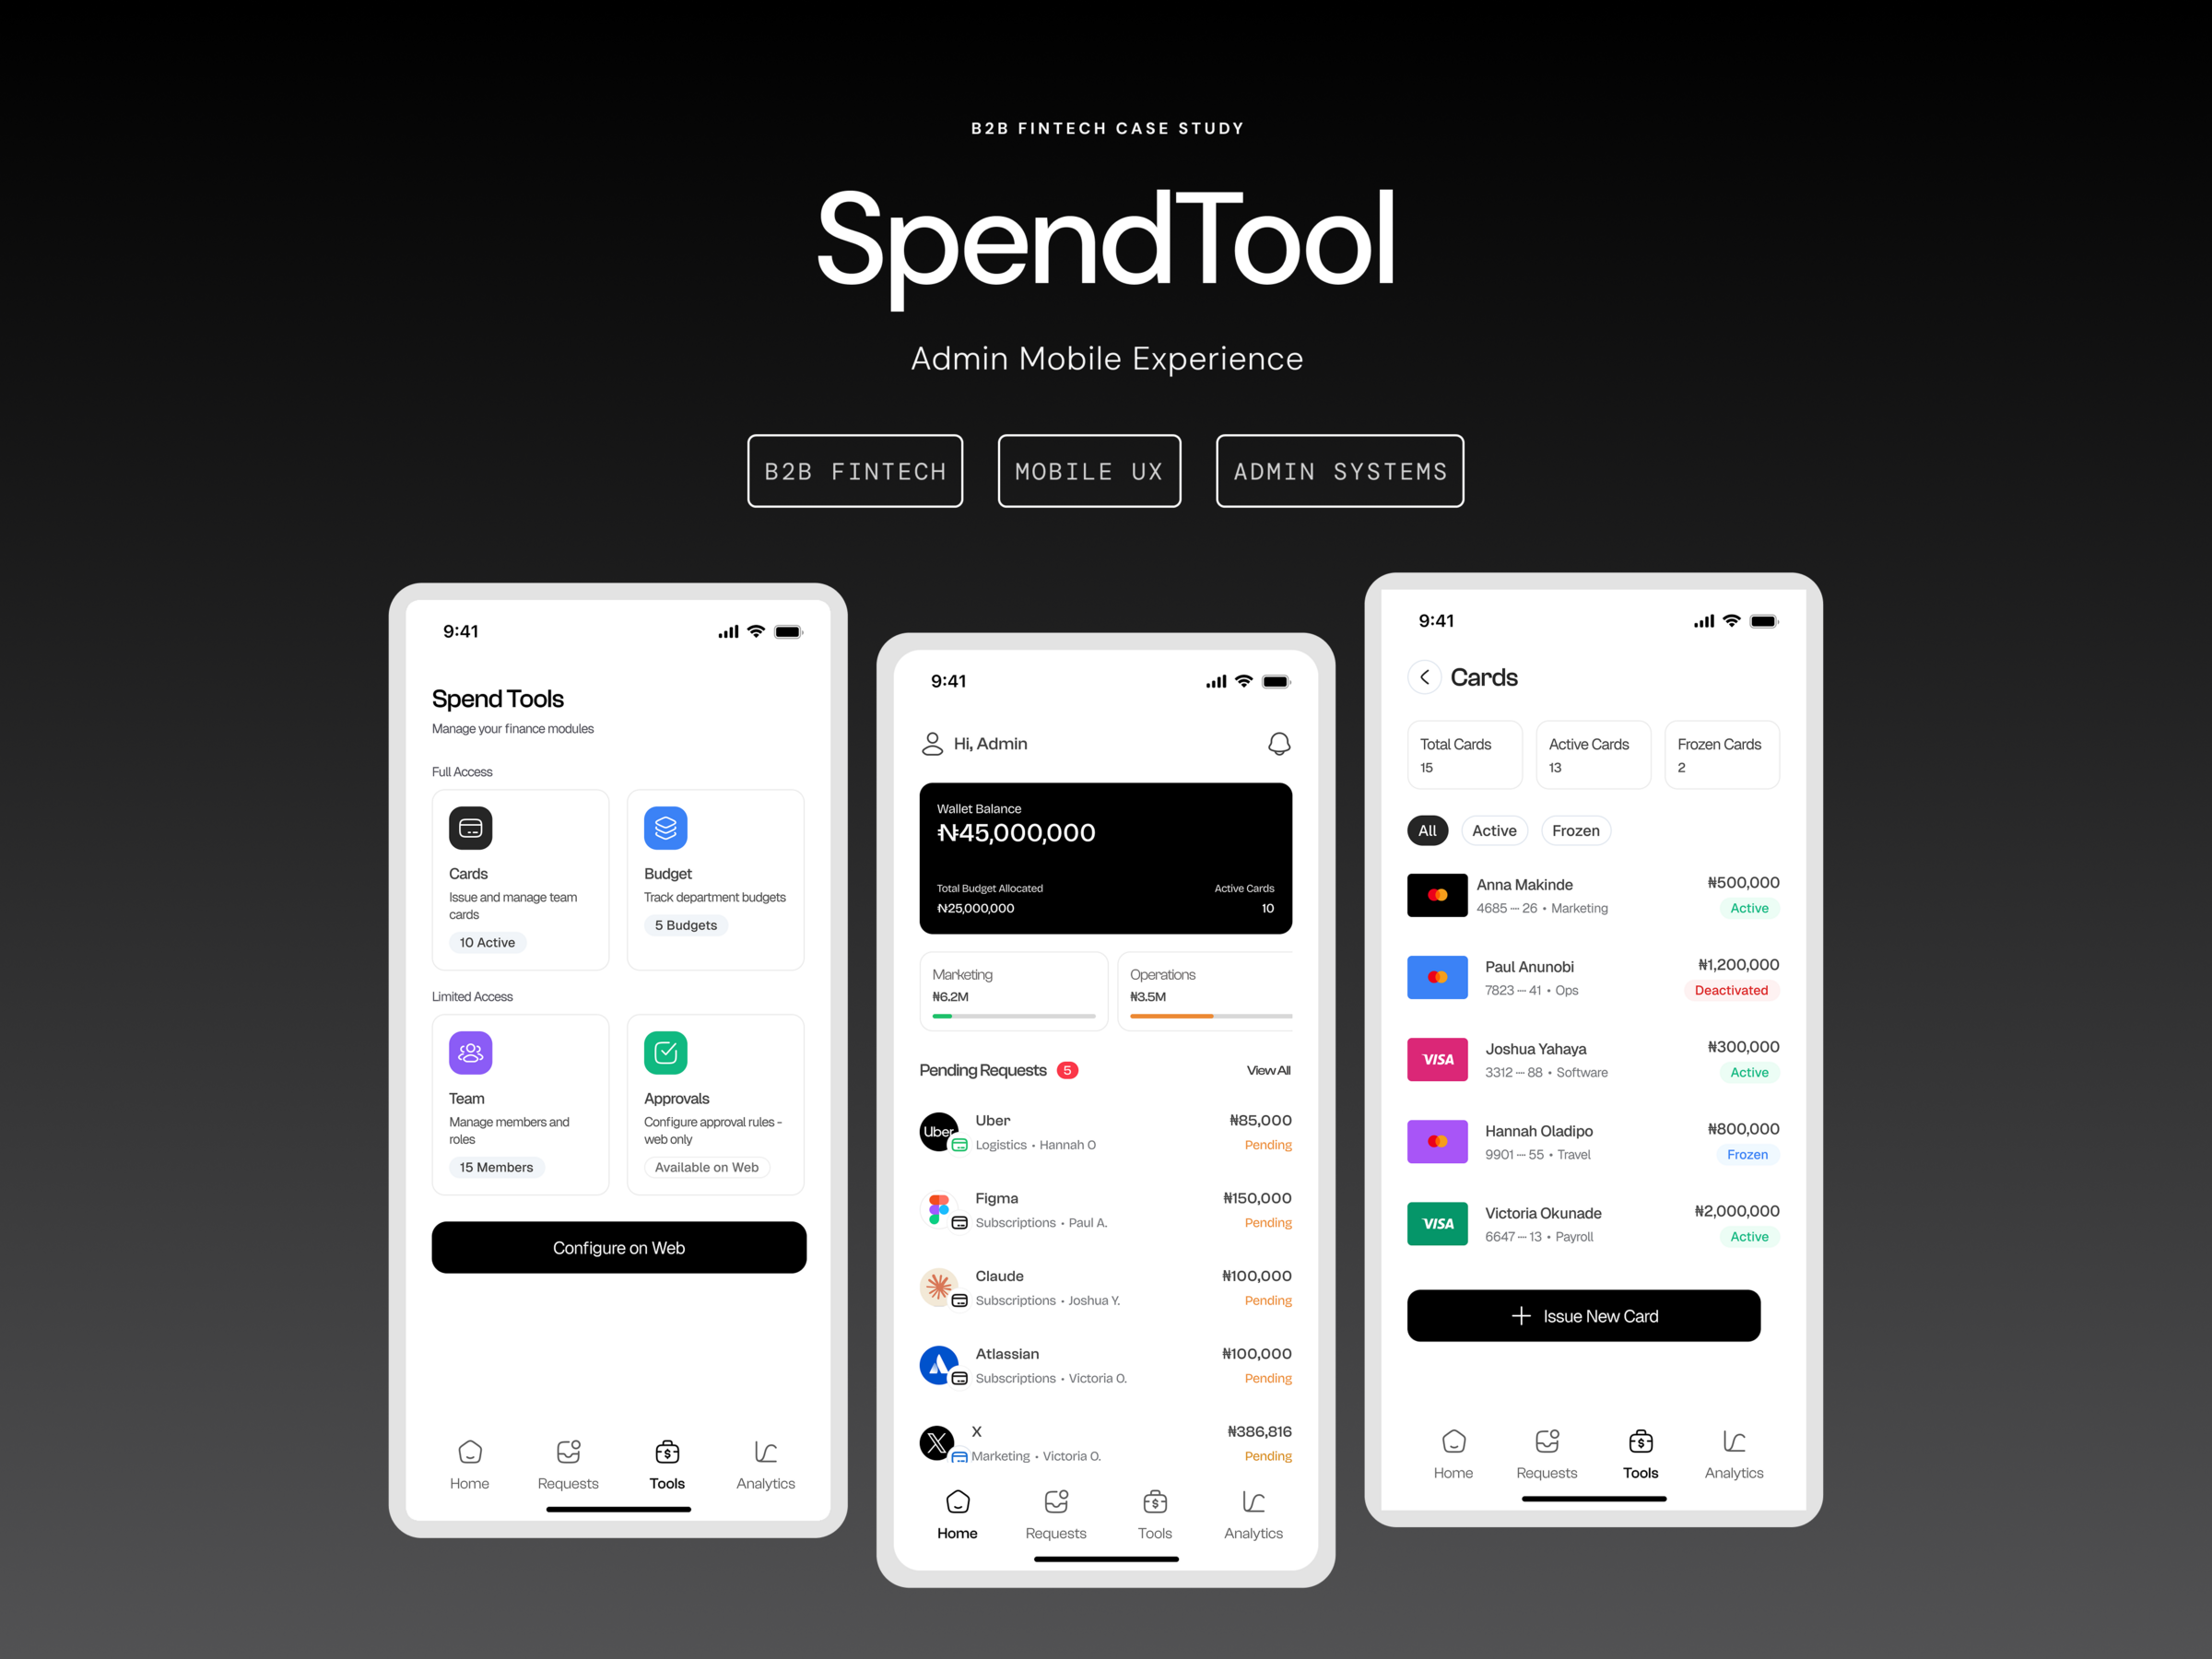 B2B FINTECH CASE STUDY
SpendTool
Admin Mobile Experience
B2B FINTECH
MOBILE UX
ADMIN SYSTEMS
9:41
Spend Tools
Manage your finance modules
Full Access
Cards
Issue and manage team
cards
10 Active
Budget
Track department budgets
5 Budgets
Limited Access
Team
Manage members and
roles
15 Members
Approvals
Configure approval rules -
web only
Available on Web
Configure on Web
Home
Requests
Tools
Analytics
9:41
Hi, Admin
Wallet Balance
₦45,000,000
Total Budget Allocated
₦25,000,000
Active Cards
10
Marketing
₦6.2M
Operations
₦3.5M
Pending Requests 5
View All
Uber
Uber
₦85,000
Logistics • Hannah O
Pending
Figma
₦150,000
Subscriptions • Paul A.
Pending
Claude
₦100,000
Subscriptions • Joshua Y.
Pending
Atlassian
₦100,000
Subscriptions • Victoria O.
Pending
X
₦386,816
Marketing • Victoria O.
Pending
Home
Requests
Tools
Analytics
9:41
Cards
Total Cards
15
Active Cards
13
Frozen Cards
2
All
Active
Frozen
Anna Makinde
₦500,000
4685 --- 26 • Marketing
Active
Paul Anunobi
₦1,200,000
7823 --- 41 • Ops
Deactivated
VISA
Joshua Yahaya
₦300,000
3312 --- 88 • Software
Active
Hannah Oladipo
₦800,000
9901 --- 55 • Travel
Frozen
VISA
Victoria Okunade
₦2,000,000
6647 --- 13 • Payroll
Active
Issue New Card
Home
Requests
Tools
Analytics